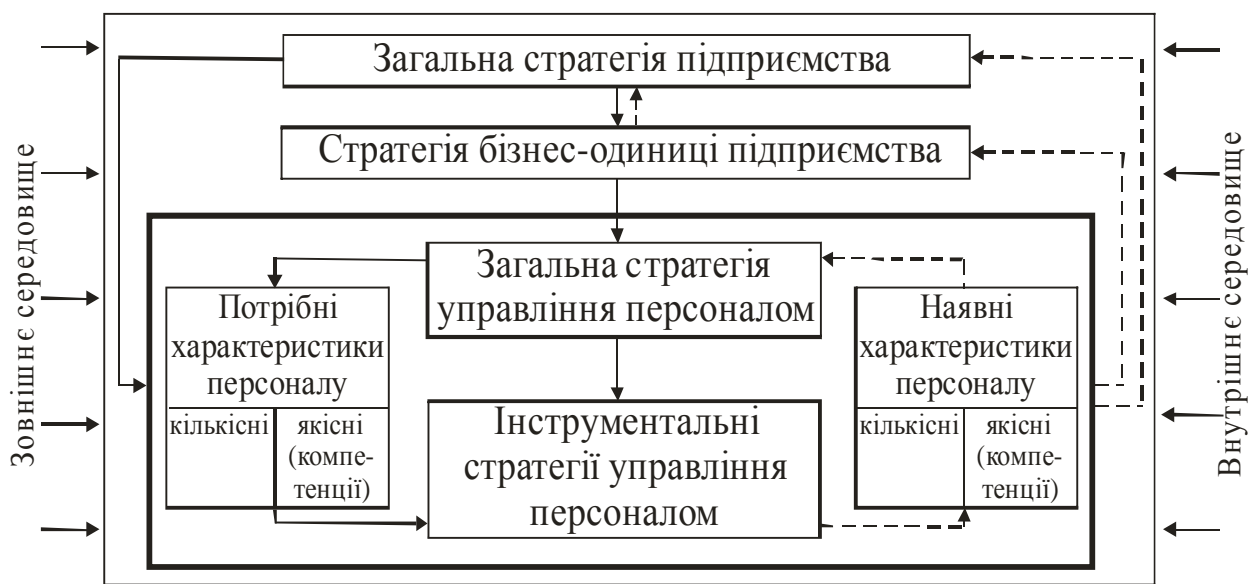 Зовнішнє середовище
Загальна стратегія підприємства
Стратегія бізнес-одиниці підприємства
Загальна стратегія
управління персоналом
Потрібні
характеристики
персоналу
кількісні
якісні
(компе-
тенції)
Інструментальні
стратегії управління
персоналом
Наявні
характеристики
персоналу
кількісні
якісні
(компе-
тенції)
Внутрішнє середовище